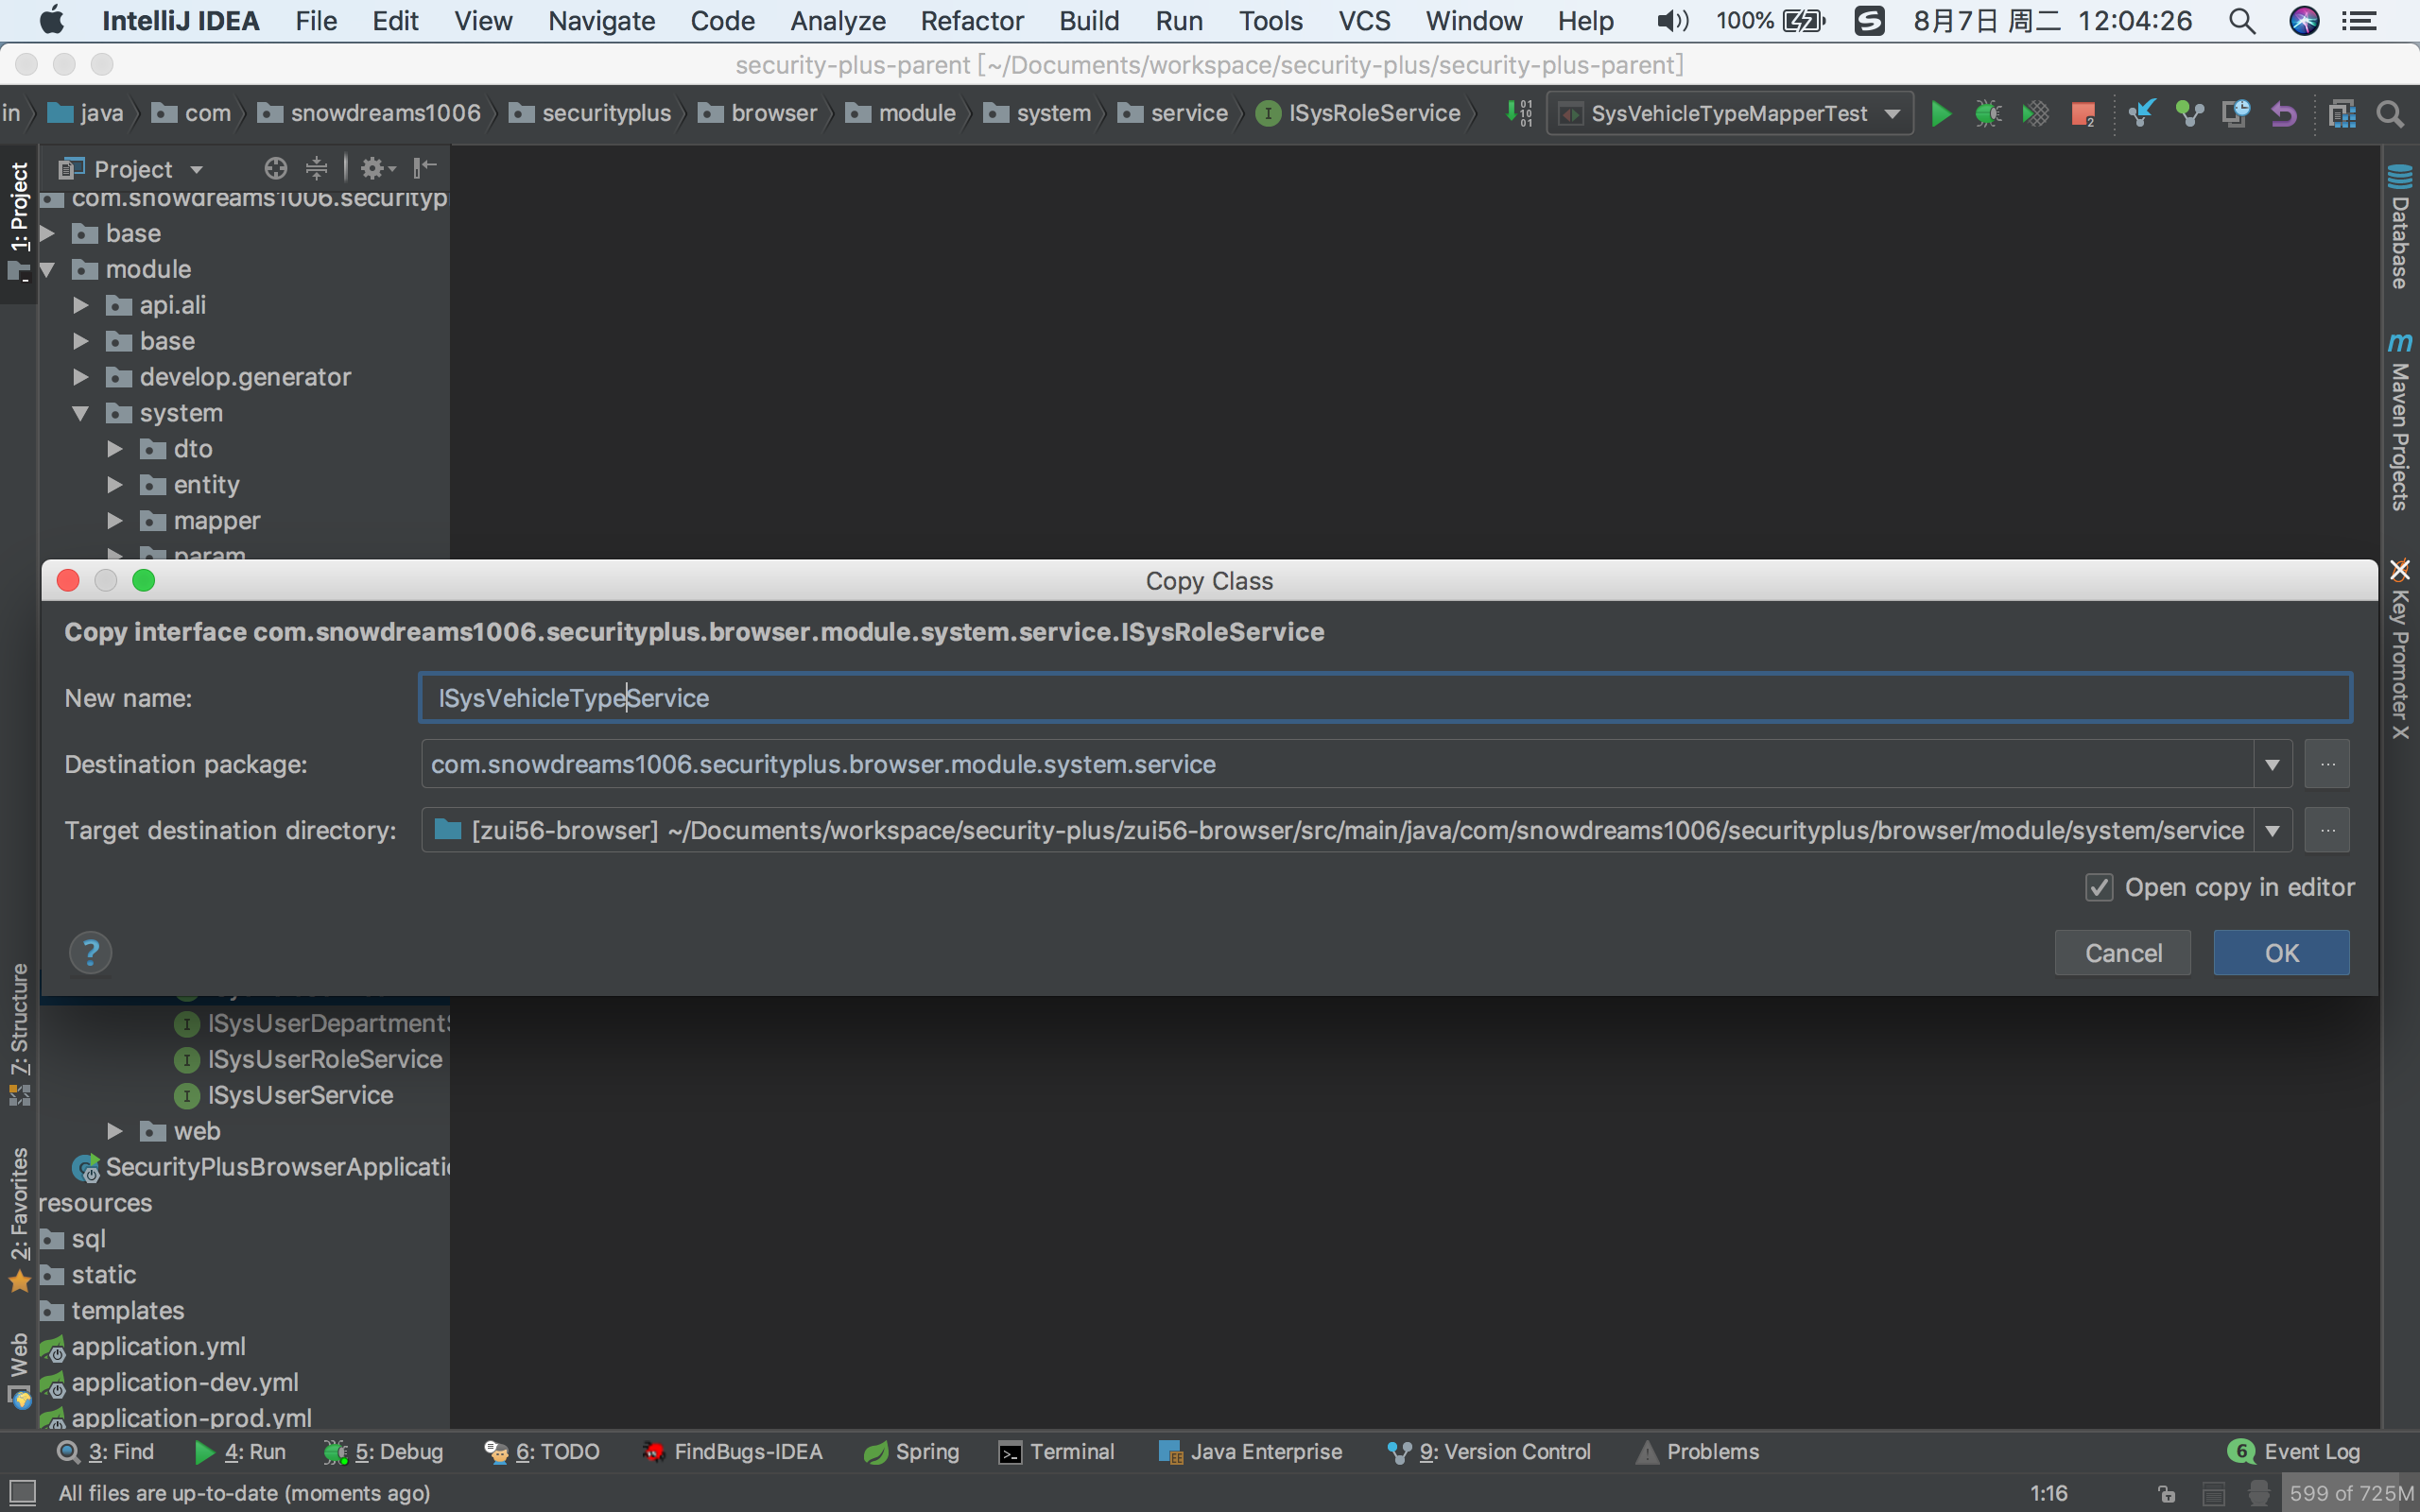 IntelliJ IDEA File Edit View Navigate Code Analyze Refactor Build Run Tools VCS Window Help 100% 8月7日 周二 12:04:26
security-plus-parent [~/Documents/workspace/security-plus/security-plus-parent]
in java com snowdreams1006 securityplus browser module system service ISysRoleService SysVehicleTypeMapperTest
1: Project
Project
com.snowdreams1006.securityp
base
module
api.ali
base
develop.generator
system
dto
entity
mapper
param
Copy Class
Copy interface com.snowdreams1006.securityplus.browser.module.system.service.ISysRoleService
New name: ISysVehicleTypeService
Destination package: com.snowdreams1006.securityplus.browser.module.system.service
Target destination directory: [zui56-browser] ~/Documents/workspace/security-plus/zui56-browser/src/main/java/com/snowdreams1006/securityplus/browser/module/system/service
Open copy in editor
? Cancel OK
ISysUserDepartmentS
ISysUserRoleService
ISysUserService
web
SecurityPlusBrowserApplicatio
resources
sql
static
templates
application.yml
application-dev.yml
application-prod.yml
7: Structure
2: Favorites
Web
Database
Maven Projects
Key Promoter X
3: Find 4: Run 5: Debug 6: TODO FindBugs-IDEA Spring Terminal Java Enterprise 9: Version Control Problems 6 Event Log
All files are up-to-date (moments ago) 1:16 599 of 725M